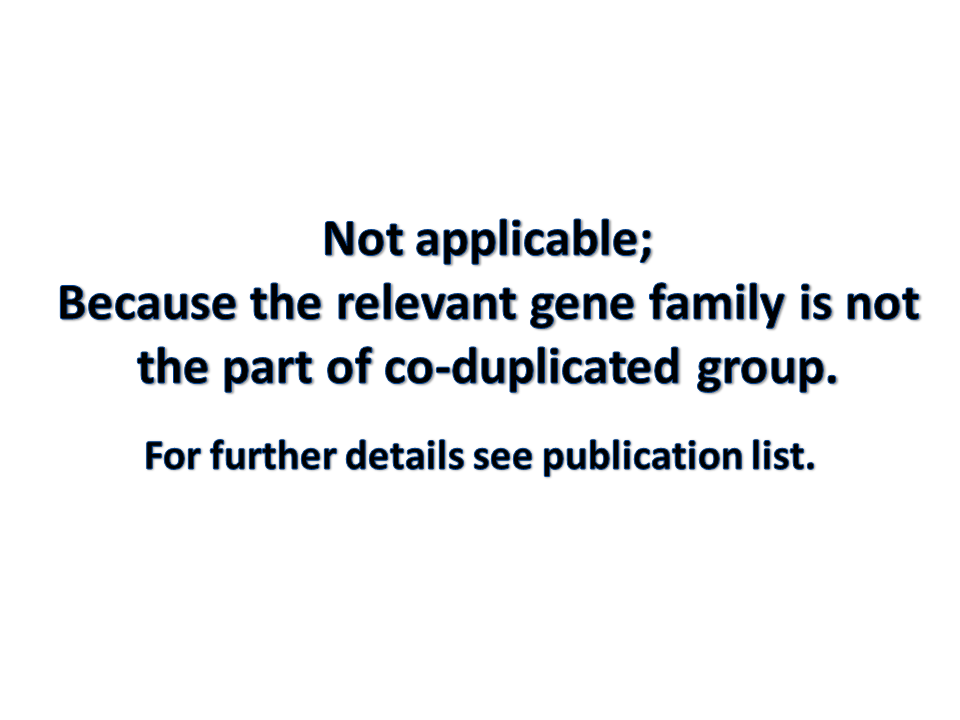 Not applicable;
Because the relevant gene family is not
the part of co-duplicated group.
For further details see publication list.